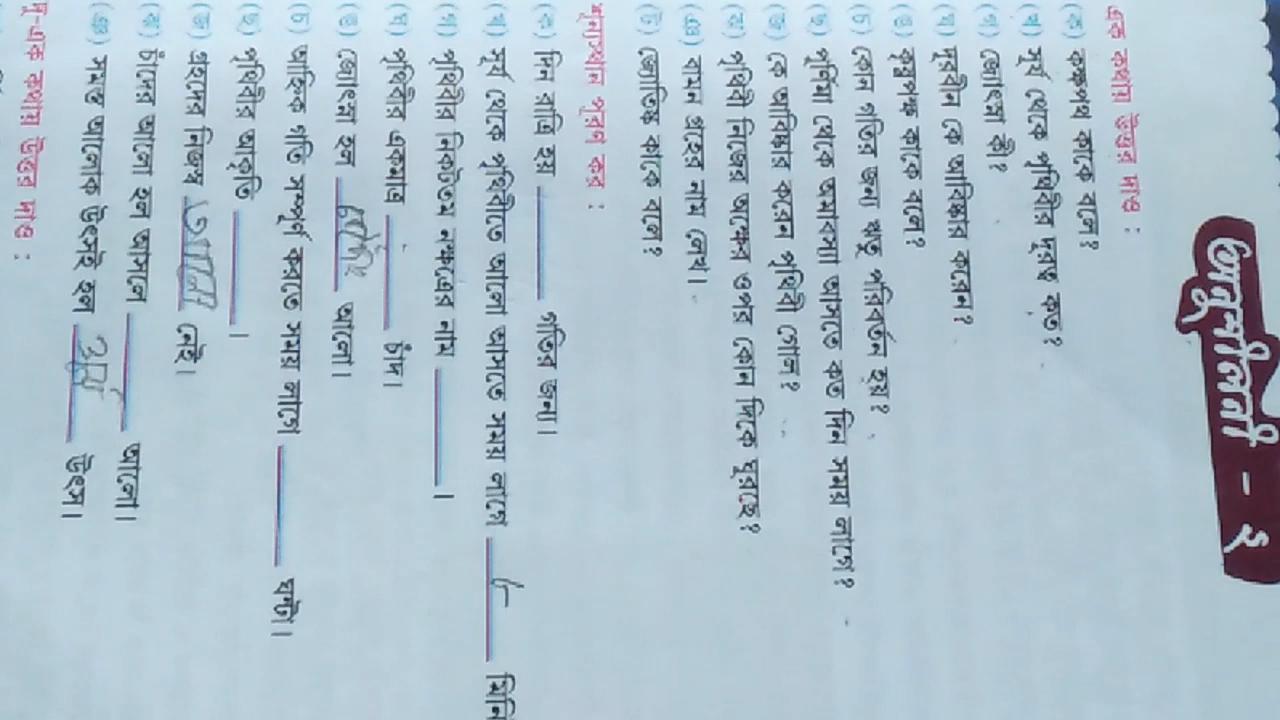 অনুশীলনী - ২
এক কথায় উত্তর দাও :
(ক) কক্ষপথ কাকে বলে?
(খ) সূর্য থেকে পৃথিবীর দূরত্ব কত?
(গ) জ্যোৎস্না কী?
(ঘ) দূরবীন কে আবিষ্কার করেন?
(ঙ) কৃষ্ণপক্ষ কাকে বলে?
(চ) কোন গতির জন্য ঋতু পরিবর্তন হয়?
(ছ) পূর্ণিমা থেকে অমাবস্যা আসতে কত দিন সময় লাগে?
(জ) কে আবিষ্কার করেন পৃথিবী গোল?
(ঝ) পৃথিবী নিজের অক্ষের ওপর কোন দিকে ঘুরছে?
(ঞ) বামন গ্রহের নাম লেখ।
(ট) জ্যোতিষ্ক কাকে বলে?
শূন্যস্থান পূরণ কর :
(ক) দিন রাত্রি হয় ______ গতির জন্য।
(খ) সূর্য থেকে পৃথিবীতে আলো আসতে সময় লাগে ৮ মিনি
(গ) পৃথিবীর নিকটতম নক্ষত্রের নাম ______।
(ঘ) পৃথিবীর একমাত্র ______ চাঁদ।
(ঙ) জ্যোৎস্না হল চাঁদের আলো।
(চ) আহ্নিক গতি সম্পূর্ণ করতে সময় লাগে ______ ঘণ্টা।
(ছ) পৃথিবীর আকৃতি ______।
(জ) গ্রহদের নিজস্ব আলো নেই।
(ঝ) চাঁদের আলো হল আসলে ______ আলো।
(ঞ) সমস্ত আলোক উৎসই হল উৎস।
দু-এক কথায় উত্তর দাও :